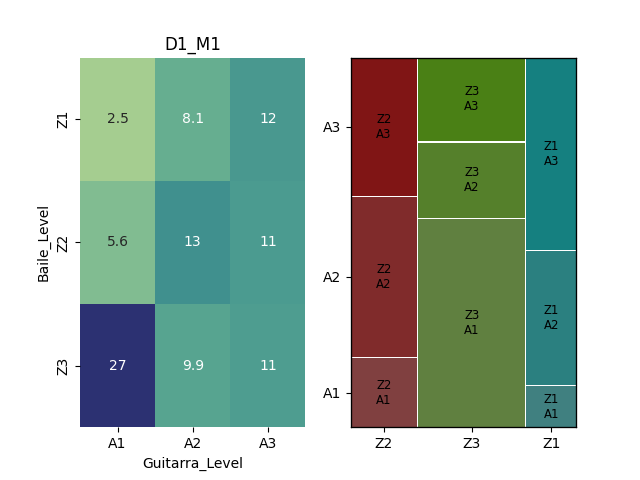 D1_M1
Z1
2.5
8.1
12
Z2
5.6
13
11
Z3
27
9.9
11
Baile_Level
A1
A2
A3
Guitarra_Level
A3
A2
A1
Z2
A3
Z3
A3
Z1
A3
Z3
A2
Z2
A2
Z1
A2
Z3
A1
Z2
A1
Z1
A1
Z2
Z3
Z1